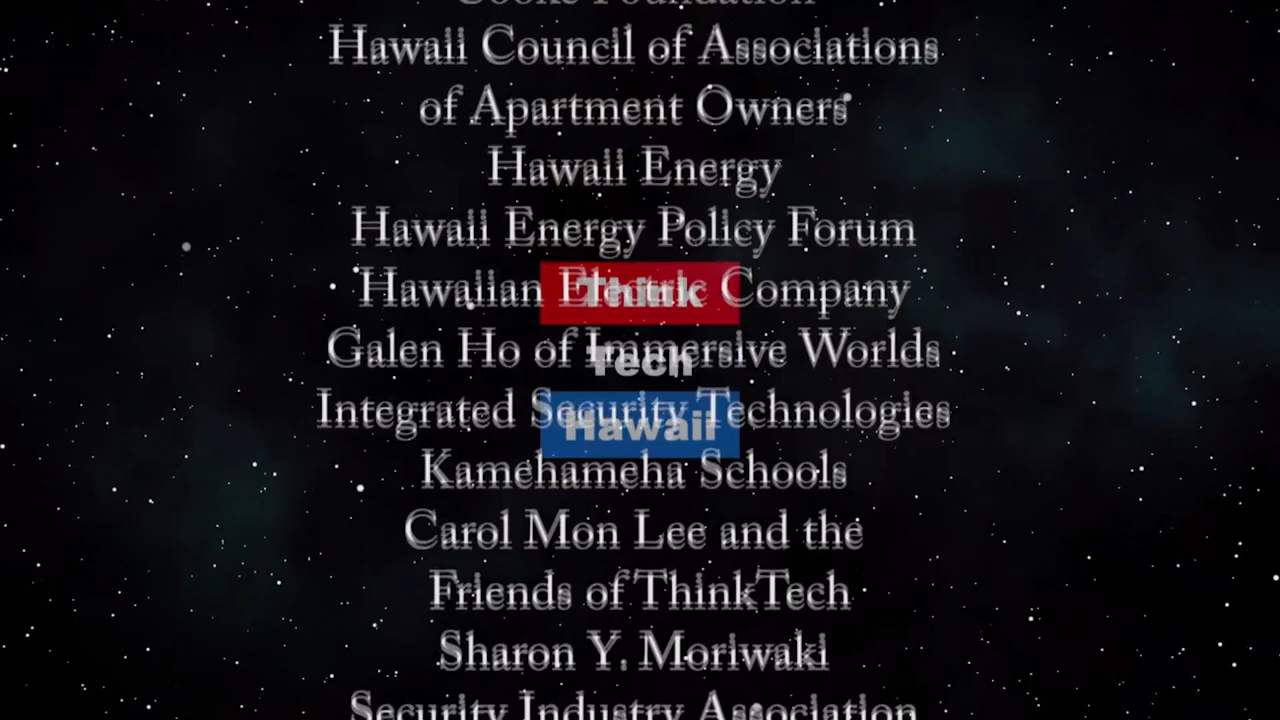 Cooke Foundation
Hawaii Council of Associations
of Apartment Owners
Hawaii Energy
Hawaii Energy Policy Forum
Hawaiian Electric Company
Think
Galen Ho of Immersive Worlds
Tech
Integrated Security Technologies
Hawaii
Kamehameha Schools
Carol Mon Lee and the
Friends of ThinkTech
Sharon Y. Moriwaki
Security Industry Association